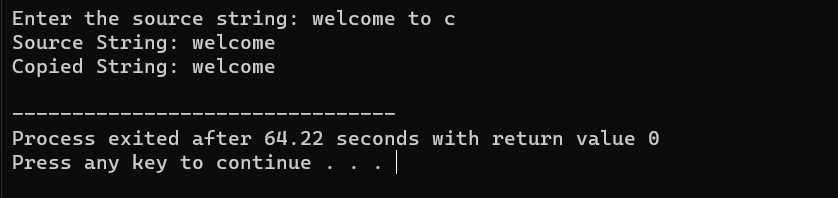 Enter the source string: welcome to c
Source String: welcome
Copied String: welcome
--------------------------------
Process exited after 64.22 seconds with return value 0
Press any key to continue . . .